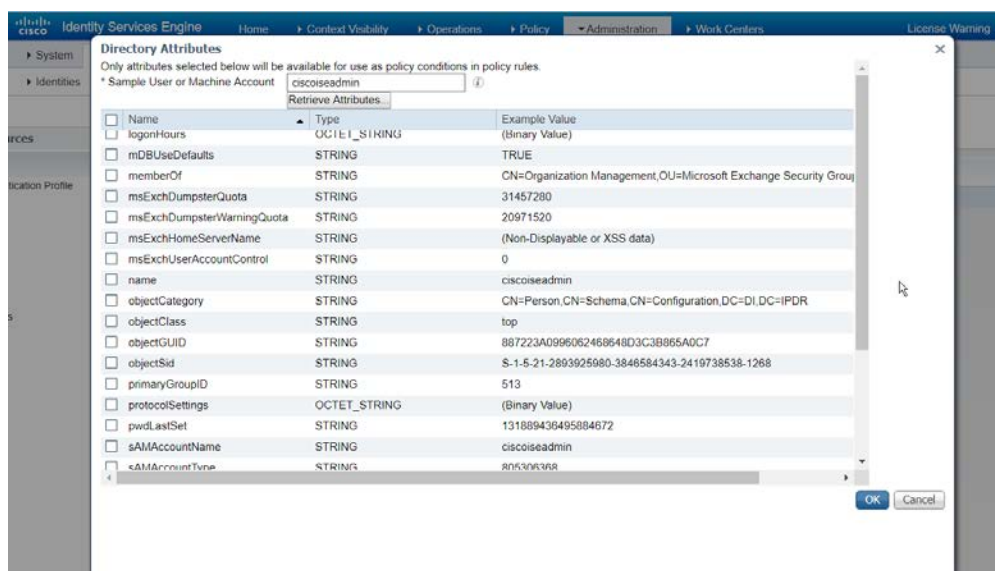 cisco Identity Services Engine Home Context Visibility Operations Policy Administration Work Centers License Warning
System
Identities
Directory Attributes
Only attributes selected below will be available for use as policy conditions in policy rules.
* Sample User or Machine Account ciscoiseadmin
Retrieve Attributes...
Name Type Example Value
logonHours OCTET_STRING (Binary Value)
mDBUseDefaults STRING TRUE
memberOf STRING CN=Organization Management,OU=Microsoft Exchange Security Group
msExchDumpsterQuota STRING 31457280
msExchDumpsterWarningQuota STRING 20971520
msExchHomeServerName STRING (Non-Displayable or XSS data)
msExchUserAccountControl STRING 0
name STRING ciscoiseadmin
objectCategory STRING CN=Person,CN=Schema,CN=Configuration,DC=DI,DC=IPDR
objectClass STRING top
objectGUID STRING 887223A0996062468648D3C3B865A0C7
objectSid STRING S-1-5-21-2893925980-3846584343-2419738538-1268
primaryGroupID STRING 513
protocolSettings OCTET_STRING (Binary Value)
pwdLastSet STRING 131889436495884672
sAMAccountName STRING ciscoiseadmin
sAMAccountType STRING 805306368
OK Cancel
urces
tication Profile
s